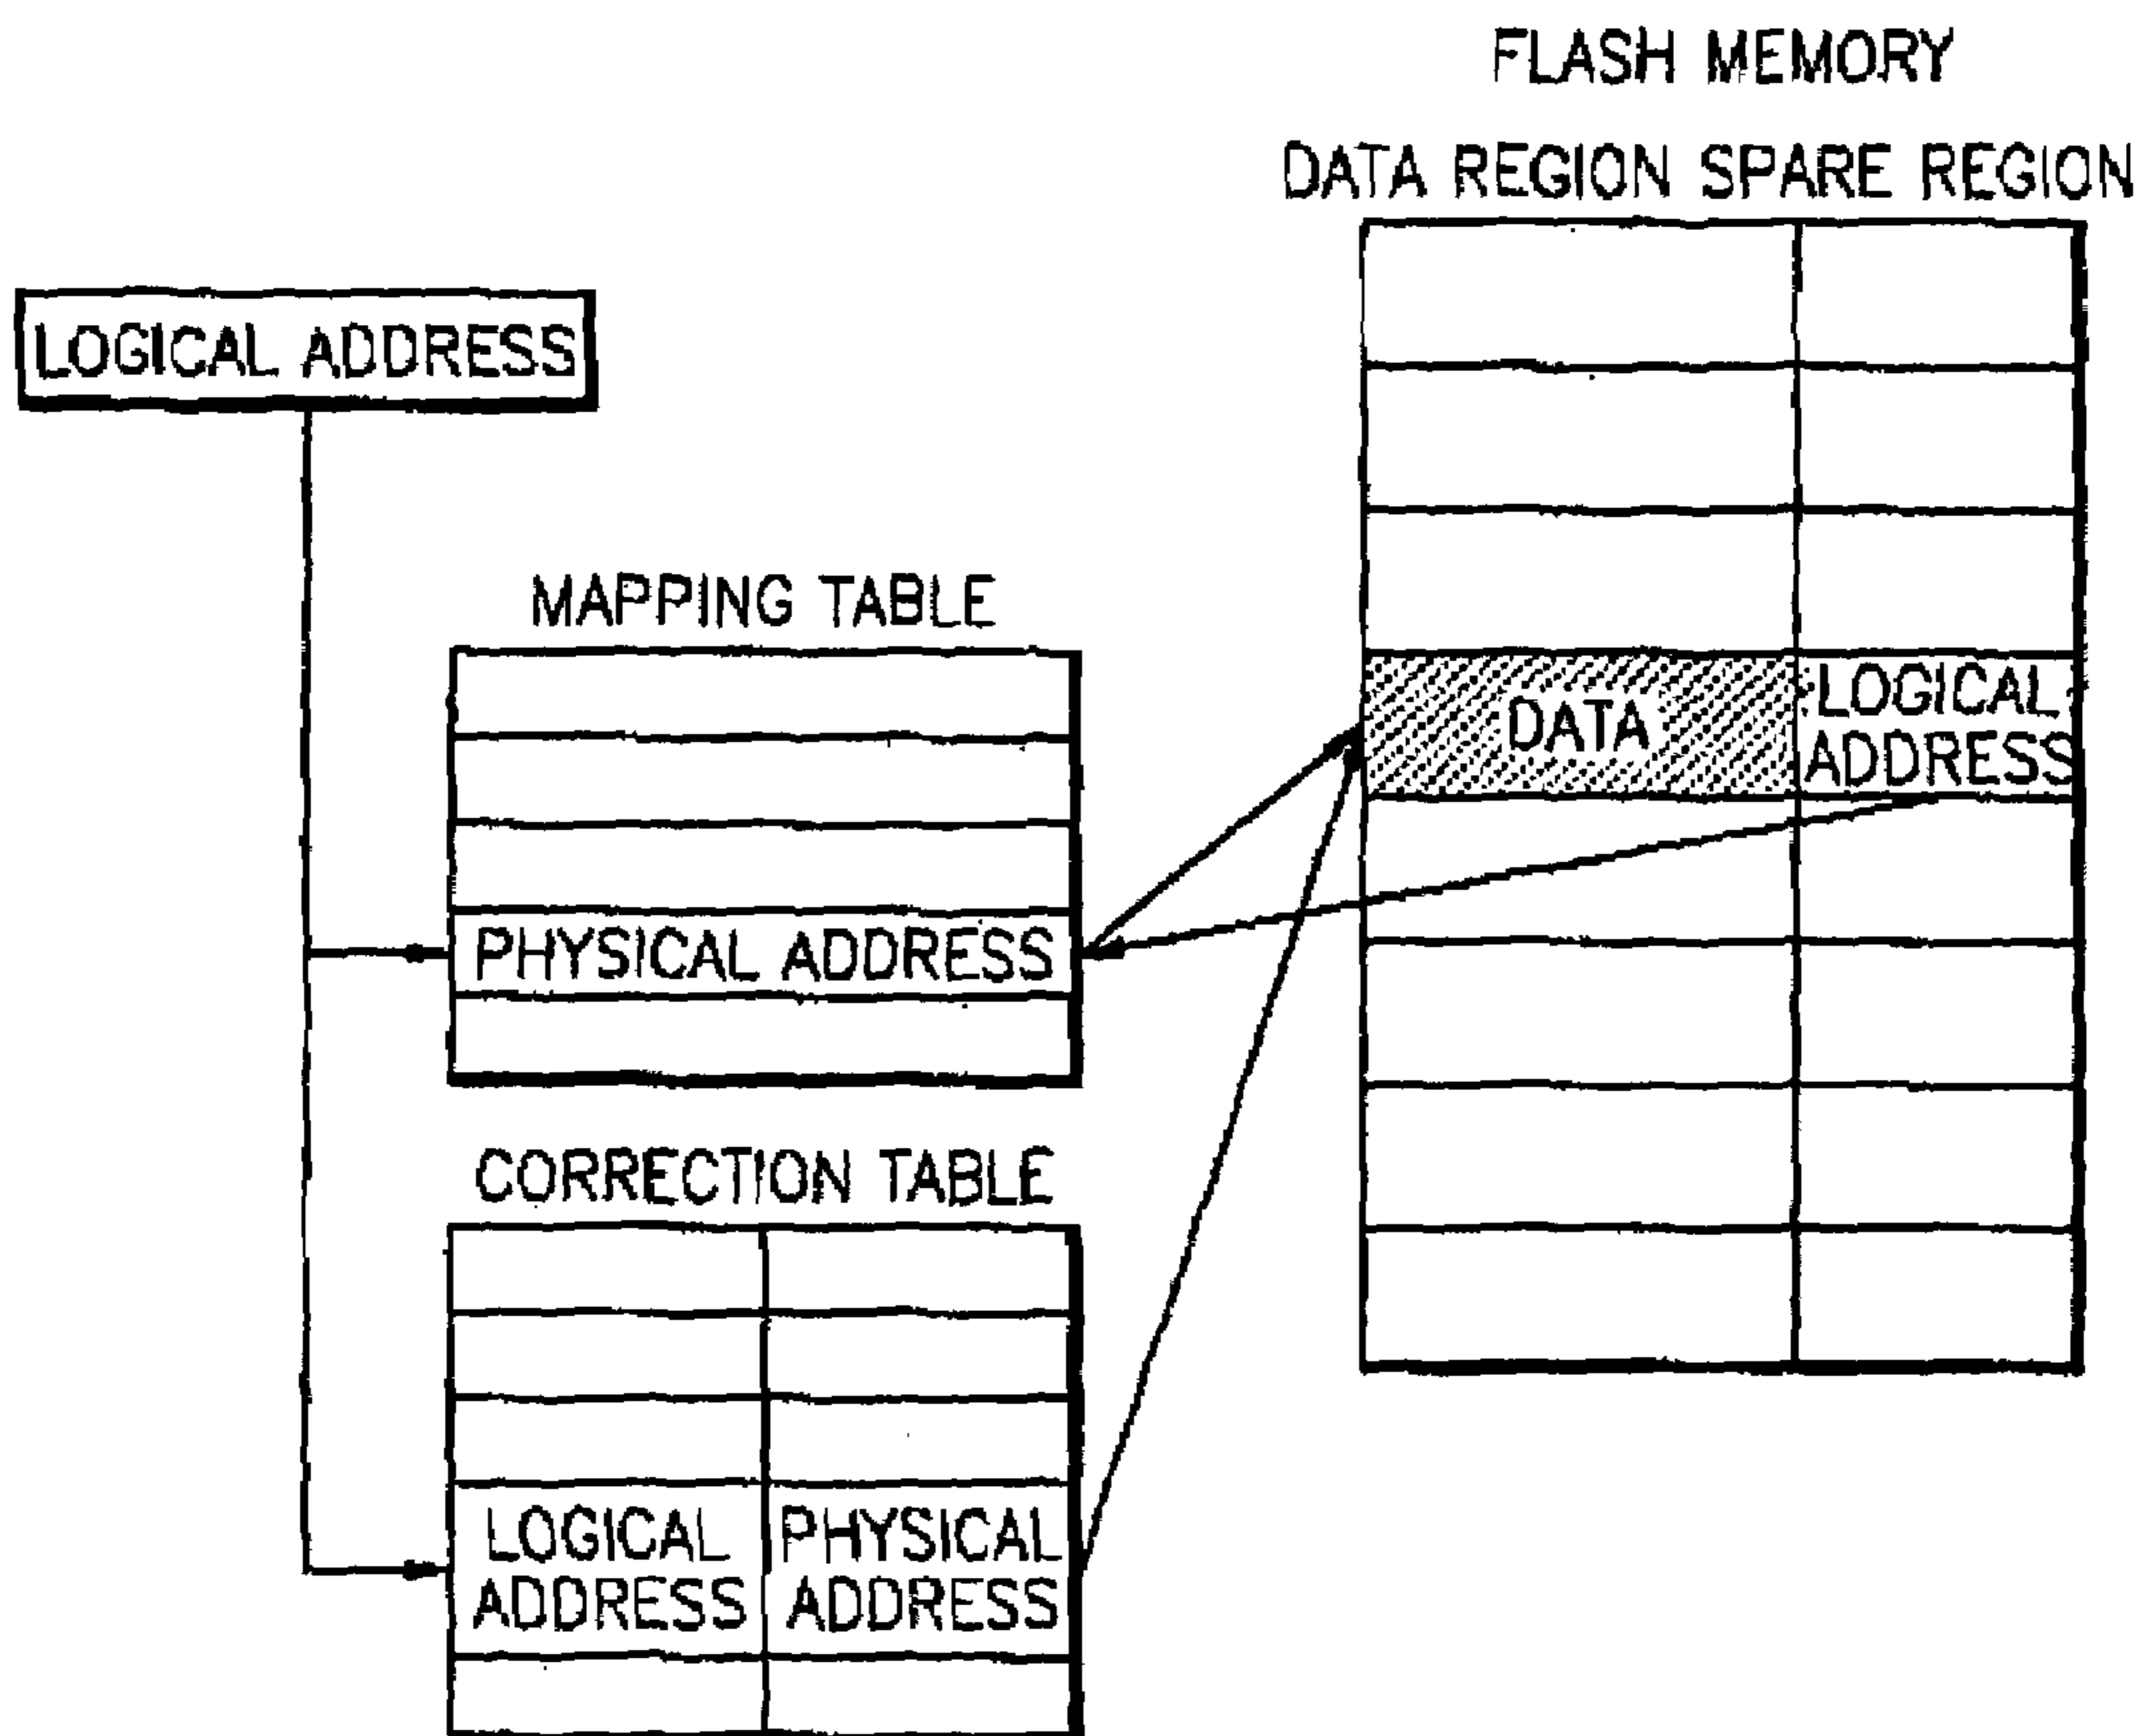 FLASH MEMORY
DATA REGION SPARE REGION
LOGICAL ADDRESS
MAPPING TABLE
DATA
LOGICAL
ADDRESS
PHYSICAL ADDRESS
CORRECTION TABLE
LOGICAL
ADDRESS
PHYSICAL
ADDRESS